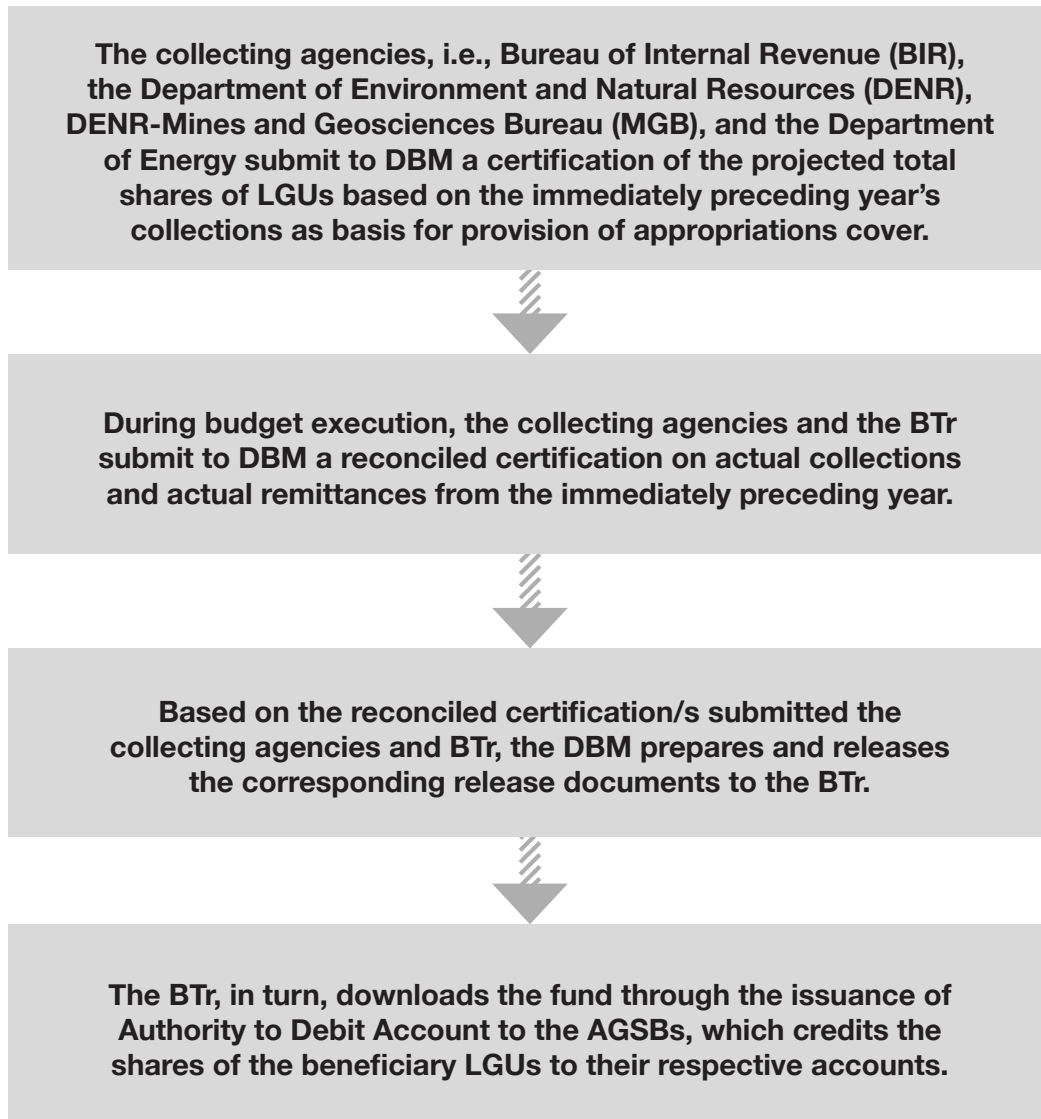 The collecting agencies, i.e., Bureau of Internal Revenue (BIR),
the Department of Environment and Natural Resources (DENR),
DENR-Mines and Geosciences Bureau (MGB), and the Department
of Energy submit to DBM a certification of the projected total
shares of LGUs based on the immediately preceding year's
collections as basis for provision of appropriations cover.
During budget execution, the collecting agencies and the BTr
submit to DBM a reconciled certification on actual collections
and actual remittances from the immediately preceding year.
Based on the reconciled certification/s submitted the
collecting agencies and BTr, the DBM prepares and releases
the corresponding release documents to the BTr.
The BTr, in turn, downloads the fund through the issuance of
Authority to Debit Account to the AGSBs, which credits the
shares of the beneficiary LGUs to their respective accounts.